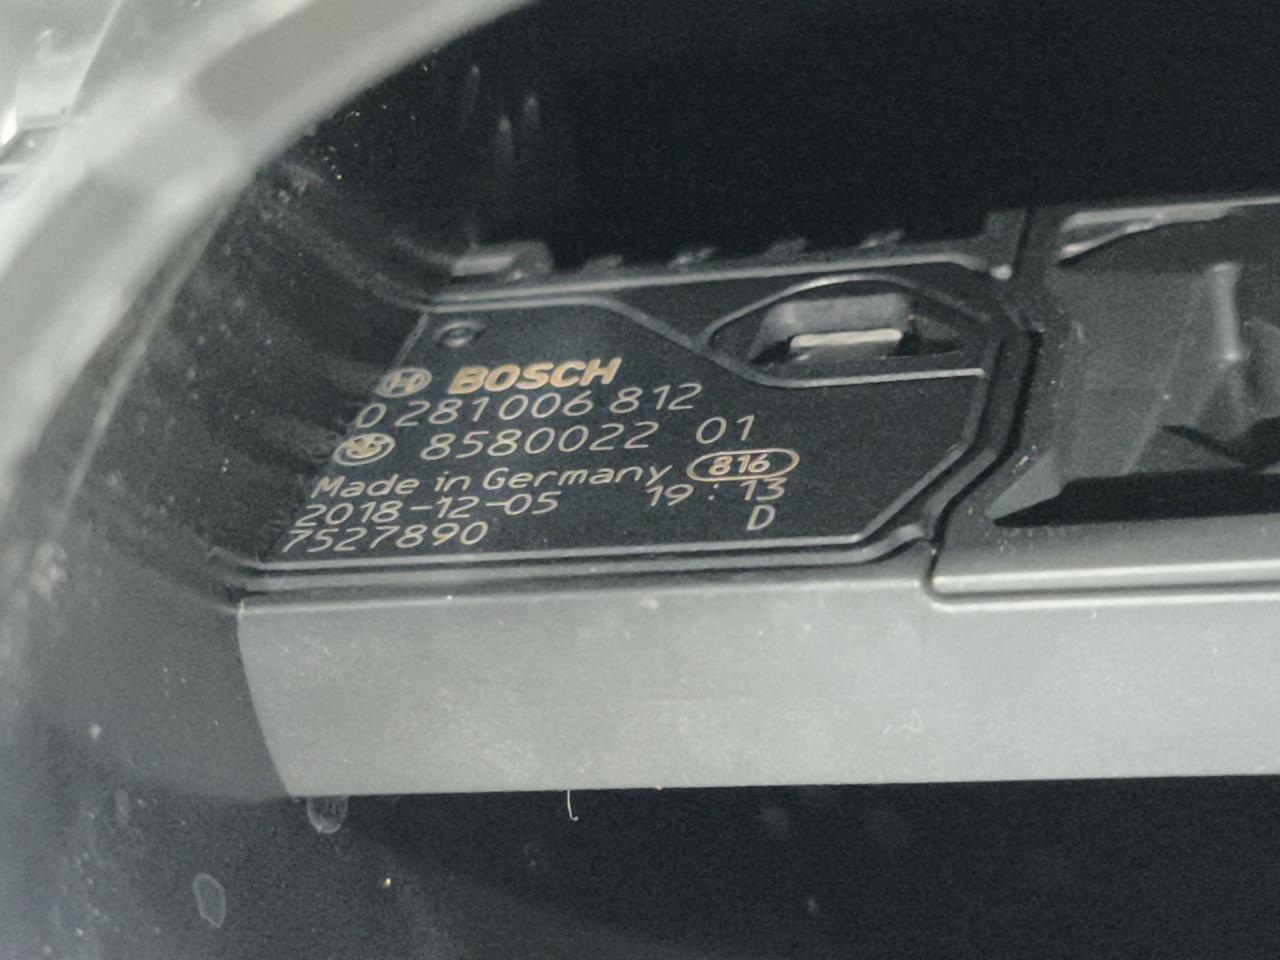 BOSCH
0 281 006 812
8580022 01
Made in Germany 816
2018-12-05 19:13
7527890 D